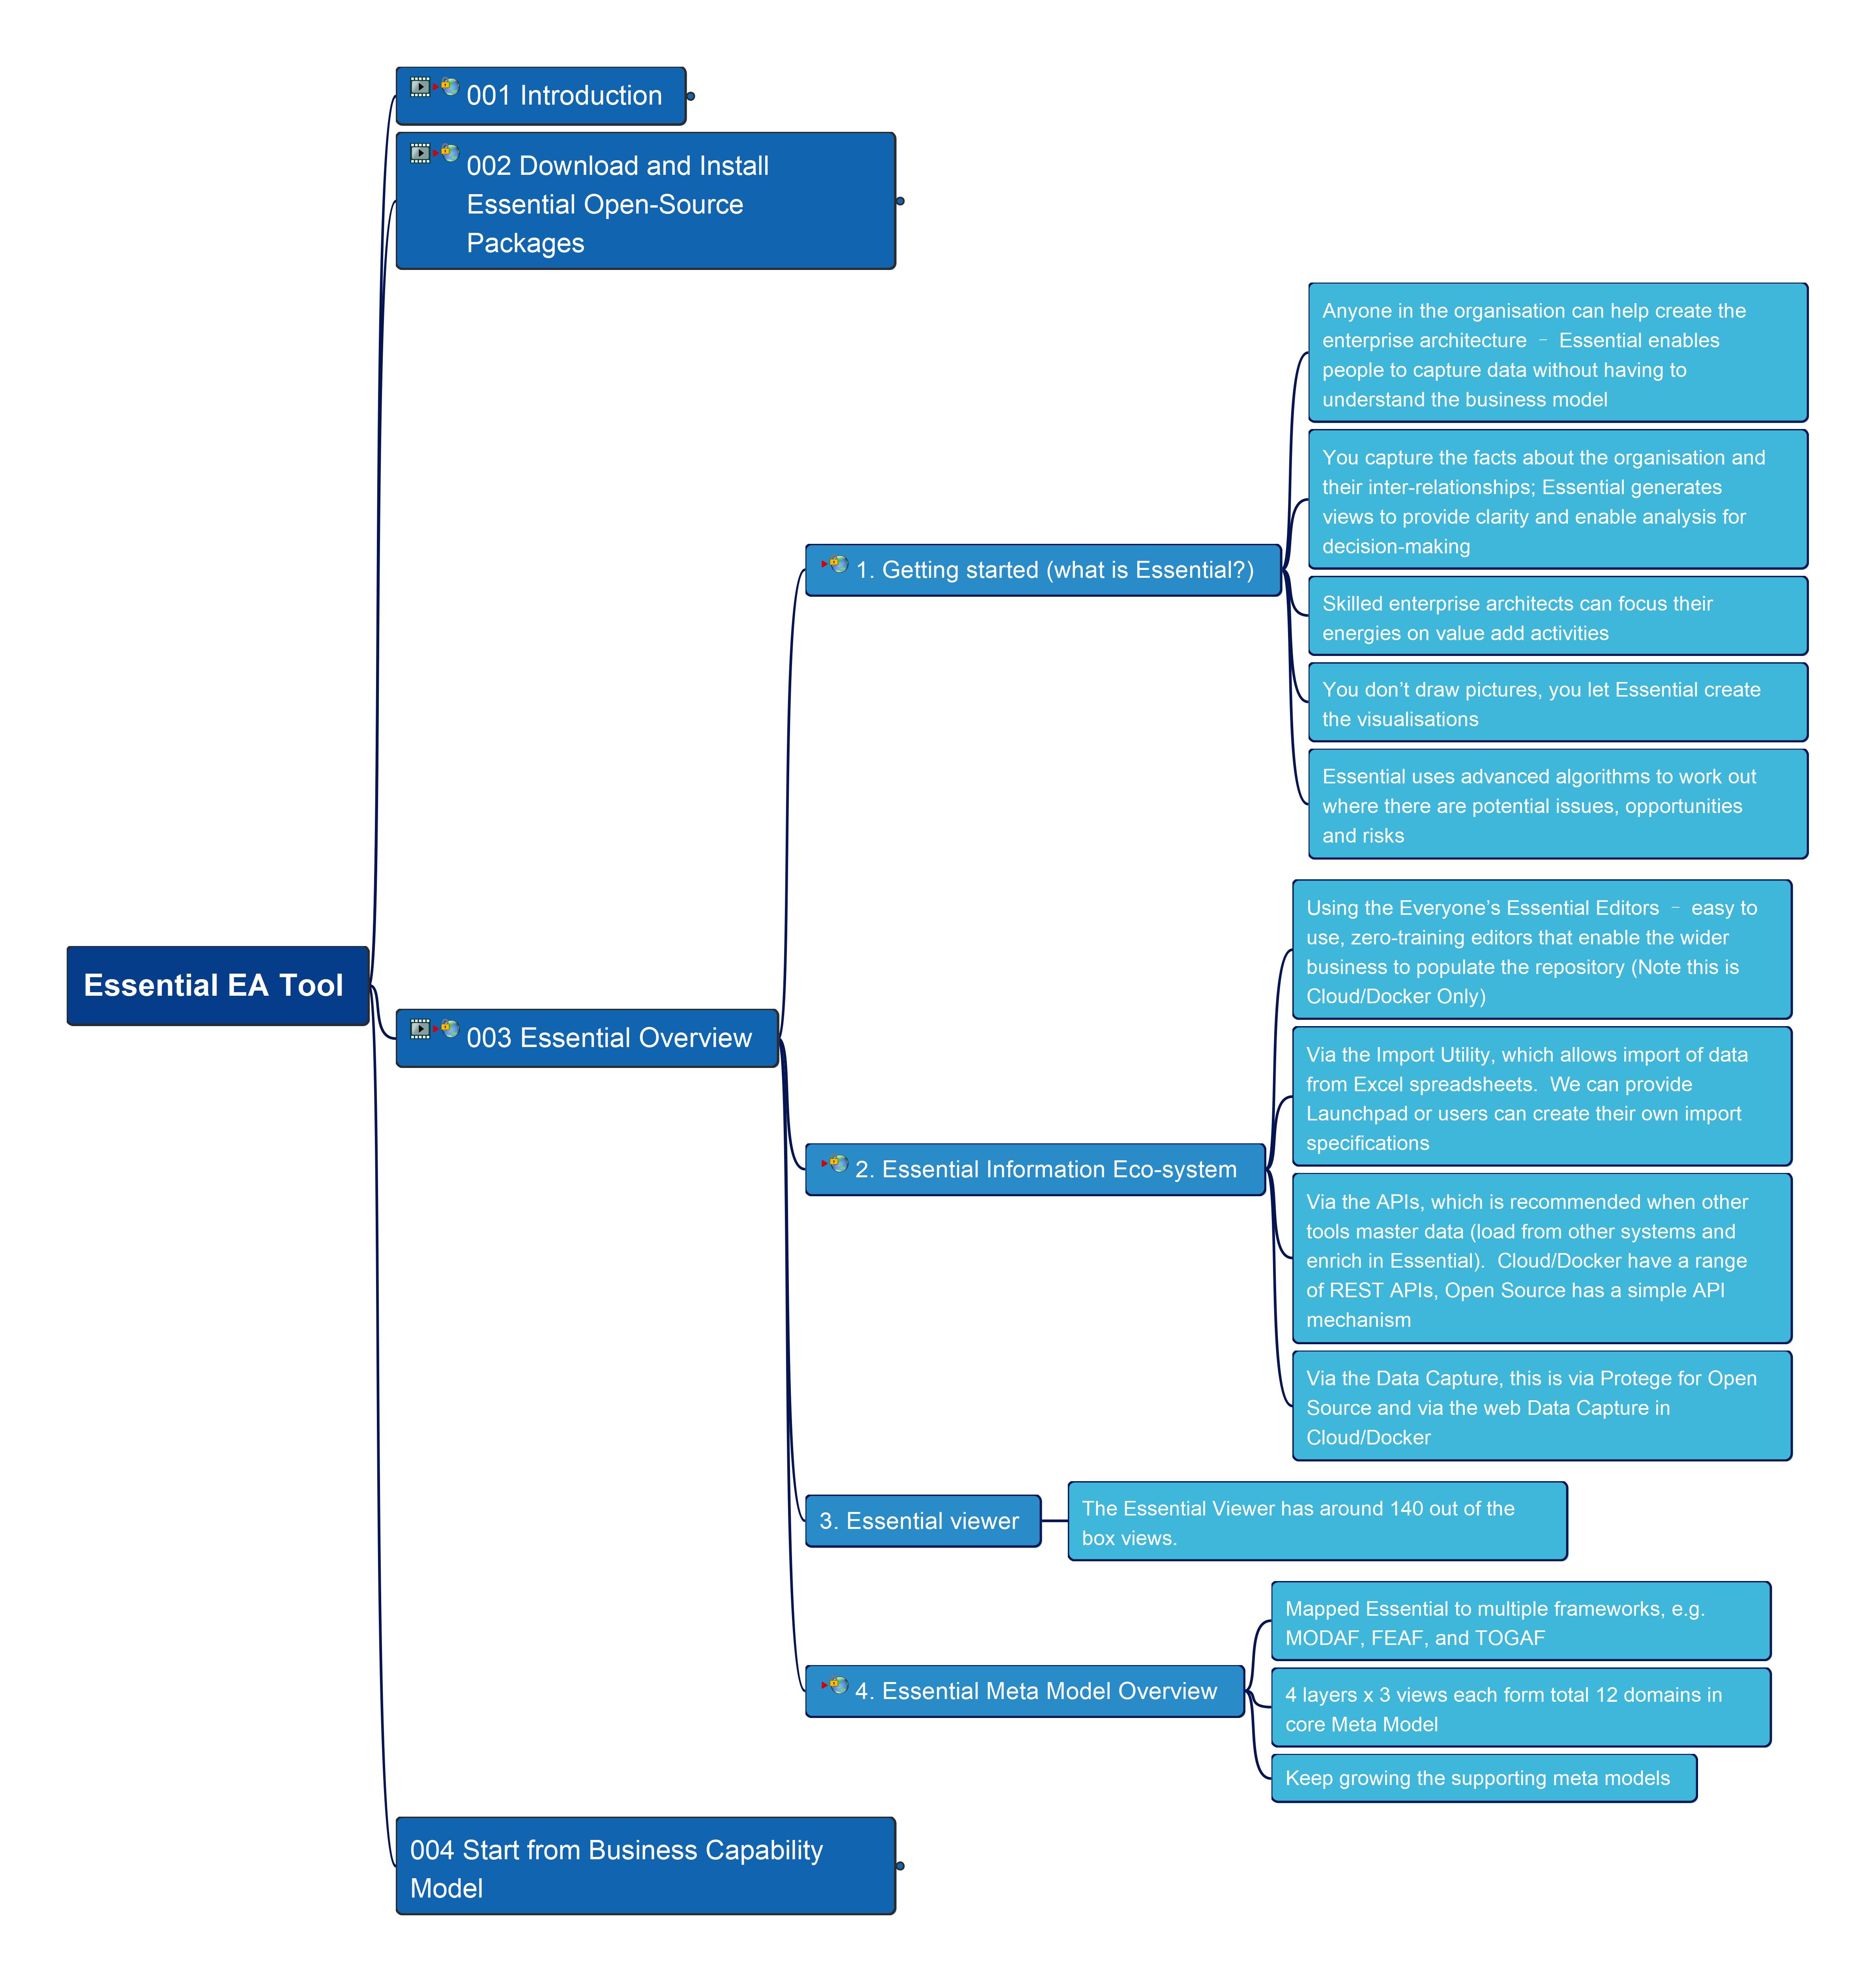 001 Introduction
002 Download and Install
Essential Open-Source
Packages
Anyone in the organisation can help create the
enterprise architecture – Essential enables
people to capture data without having to
understand the business model
You capture the facts about the organisation and
their inter-relationships; Essential generates
views to provide clarity and enable analysis for
decision-making
1. Getting started (what is Essential?)
Skilled enterprise architects can focus their
energies on value add activities
You don’t draw pictures, you let Essential create
the visualisations
Essential uses advanced algorithms to work out
where there are potential issues, opportunities
and risks
Essential EA Tool
003 Essential Overview
Using the Everyone’s Essential Editors – easy to
use, zero-training editors that enable the wider
business to populate the repository (Note this is
Cloud/Docker Only)
Via the Import Utility, which allows import of data
from Excel spreadsheets.  We can provide
Launchpad or users can create their own import
specifications
2. Essential Information Eco-system
Via the APIs, which is recommended when other
tools master data (load from other systems and
enrich in Essential).  Cloud/Docker have a range
of REST APIs, Open Source has a simple API
mechanism
Via the Data Capture, this is via Protege for Open
Source and via the web Data Capture in
Cloud/Docker
3. Essential viewer
The Essential Viewer has around 140 out of the
box views.
Mapped Essential to multiple frameworks, e.g.
MODAF, FEAF, and TOGAF
4. Essential Meta Model Overview
4 layers x 3 views each form total 12 domains in
core Meta Model
Keep growing the supporting meta models
004 Start from Business Capability
Model